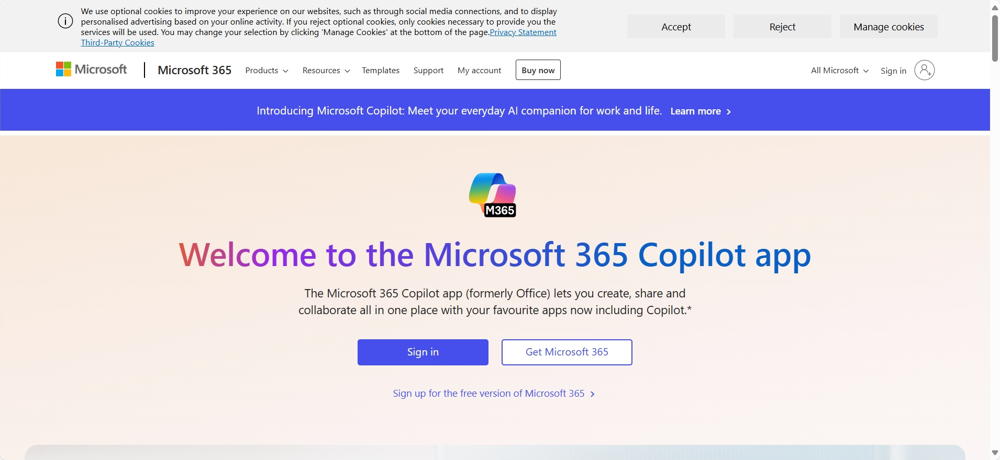 We use optional cookies to improve your experience on our websites, such as through social media connections, and to display
personalised advertising based on your online activity. If you reject optional cookies, only cookies necessary to provide you the
services will be used. You may change your selection by clicking 'Manage Cookies' at the bottom of the page.Privacy Statement
Third-Party Cookies
Accept
Reject
Manage cookies
Microsoft
Microsoft 365
Products
Resources
Templates
Support
My account
Buy now
All Microsoft
Sign in
Introducing Microsoft Copilot: Meet your everyday AI companion for work and life. Learn more
M365
Welcome to the Microsoft 365 Copilot app
The Microsoft 365 Copilot app (formerly Office) lets you create, share and
collaborate all in one place with your favourite apps now including Copilot.*
Sign in
Get Microsoft 365
Sign up for the free version of Microsoft 365